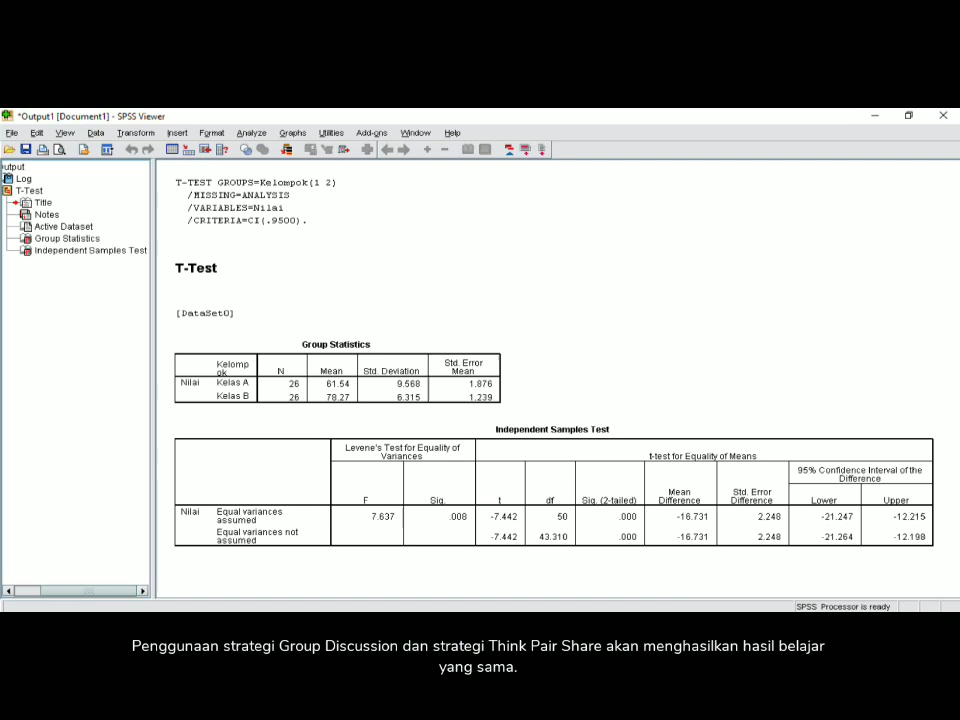 *Output1 [Document1] - SPSS Viewer
File Edit View Data Transform Insert Format Analyze Graphs Utilities Add-ons Window Help
utput
Log
T-Test
Title
Notes
Active Dataset
Group Statistics
Independent Samples Test
T-TEST GROUPS=Kelompok(1 2)
/MISSING=ANALYSIS
/VARIABLES=Nilai
/CRITERIA=CI(.9500).
T-Test
[DataSet0]
Group Statistics
Kelomp
ok N Mean Std. Deviation Std. Error
Mean
Nilai Kelas A 26 61.54 9.568 1.876
Kelas B 26 78.27 6.315 1.239
Independent Samples Test
Levene's Test for Equality of
Variances
t-test for Equality of Means
F Sig. t df Sig. (2-tailed) Mean
Difference Std. Error
Difference 95% Confidence Interval of the
Difference
Lower Upper
Nilai Equal variances
assumed 7.637 .008 -7.442 50 .000 -16.731 2.248 -21.247 -12.215
Equal variances not
assumed -7.442 43.310 .000 -16.731 2.248 -21.264 -12.198
SPSS Processor is ready
Penggunaan strategi Group Discussion dan strategi Think Pair Share akan menghasilkan hasil belajar
yang sama.